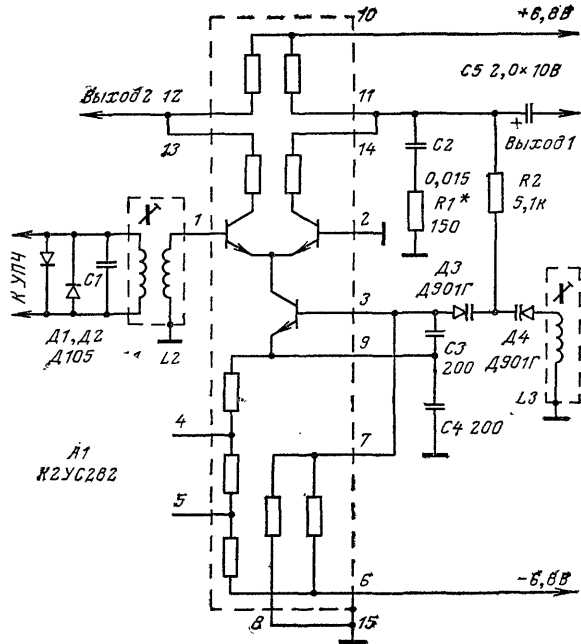 10
+6,8В
С5 2,0×10В
Выход2 12
11
+
Выход1
13
14
С2
0,015
R1*
150
R2
5,1к
1
2
К УПЧ
С1
Д3
Д901Г
3
Д1, Д2
Д105
L2
9
С3
200
Д4
Д901Г
L3
4
С4 200
7
А1
К2УС282
5
6
-6,8В
8
15